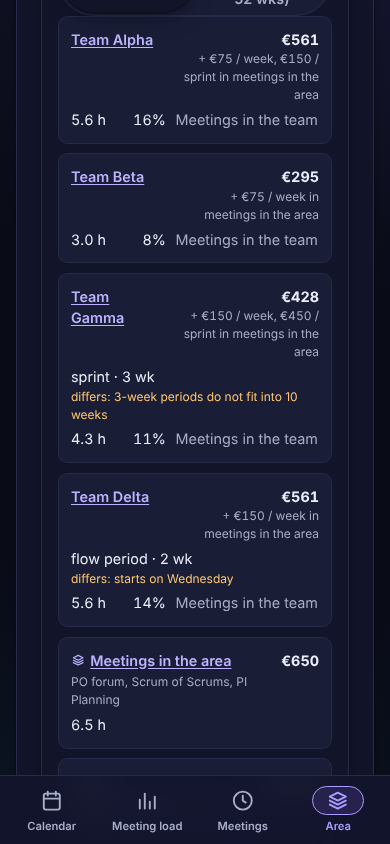 52 wks)
Team Alpha €561
+ €75 / week, €150 /
sprint in meetings in the
area
5.6 h 16% Meetings in the team
Team Beta €295
+ €75 / week in
meetings in the area
3.0 h 8% Meetings in the team
Team
Gamma
€428
+ €150 / week, €450 /
sprint in meetings in the
area
sprint · 3 wk
differs: 3-week periods do not fit into 10
weeks
4.3 h 11% Meetings in the team
Team Delta €561
+ €150 / week in
meetings in the area
flow period · 2 wk
differs: starts on Wednesday
5.6 h 14% Meetings in the team
Meetings in the area €650
PO forum, Scrum of Scrums, PI
Planning
6.5 h
Calendar Meeting load Meetings Area